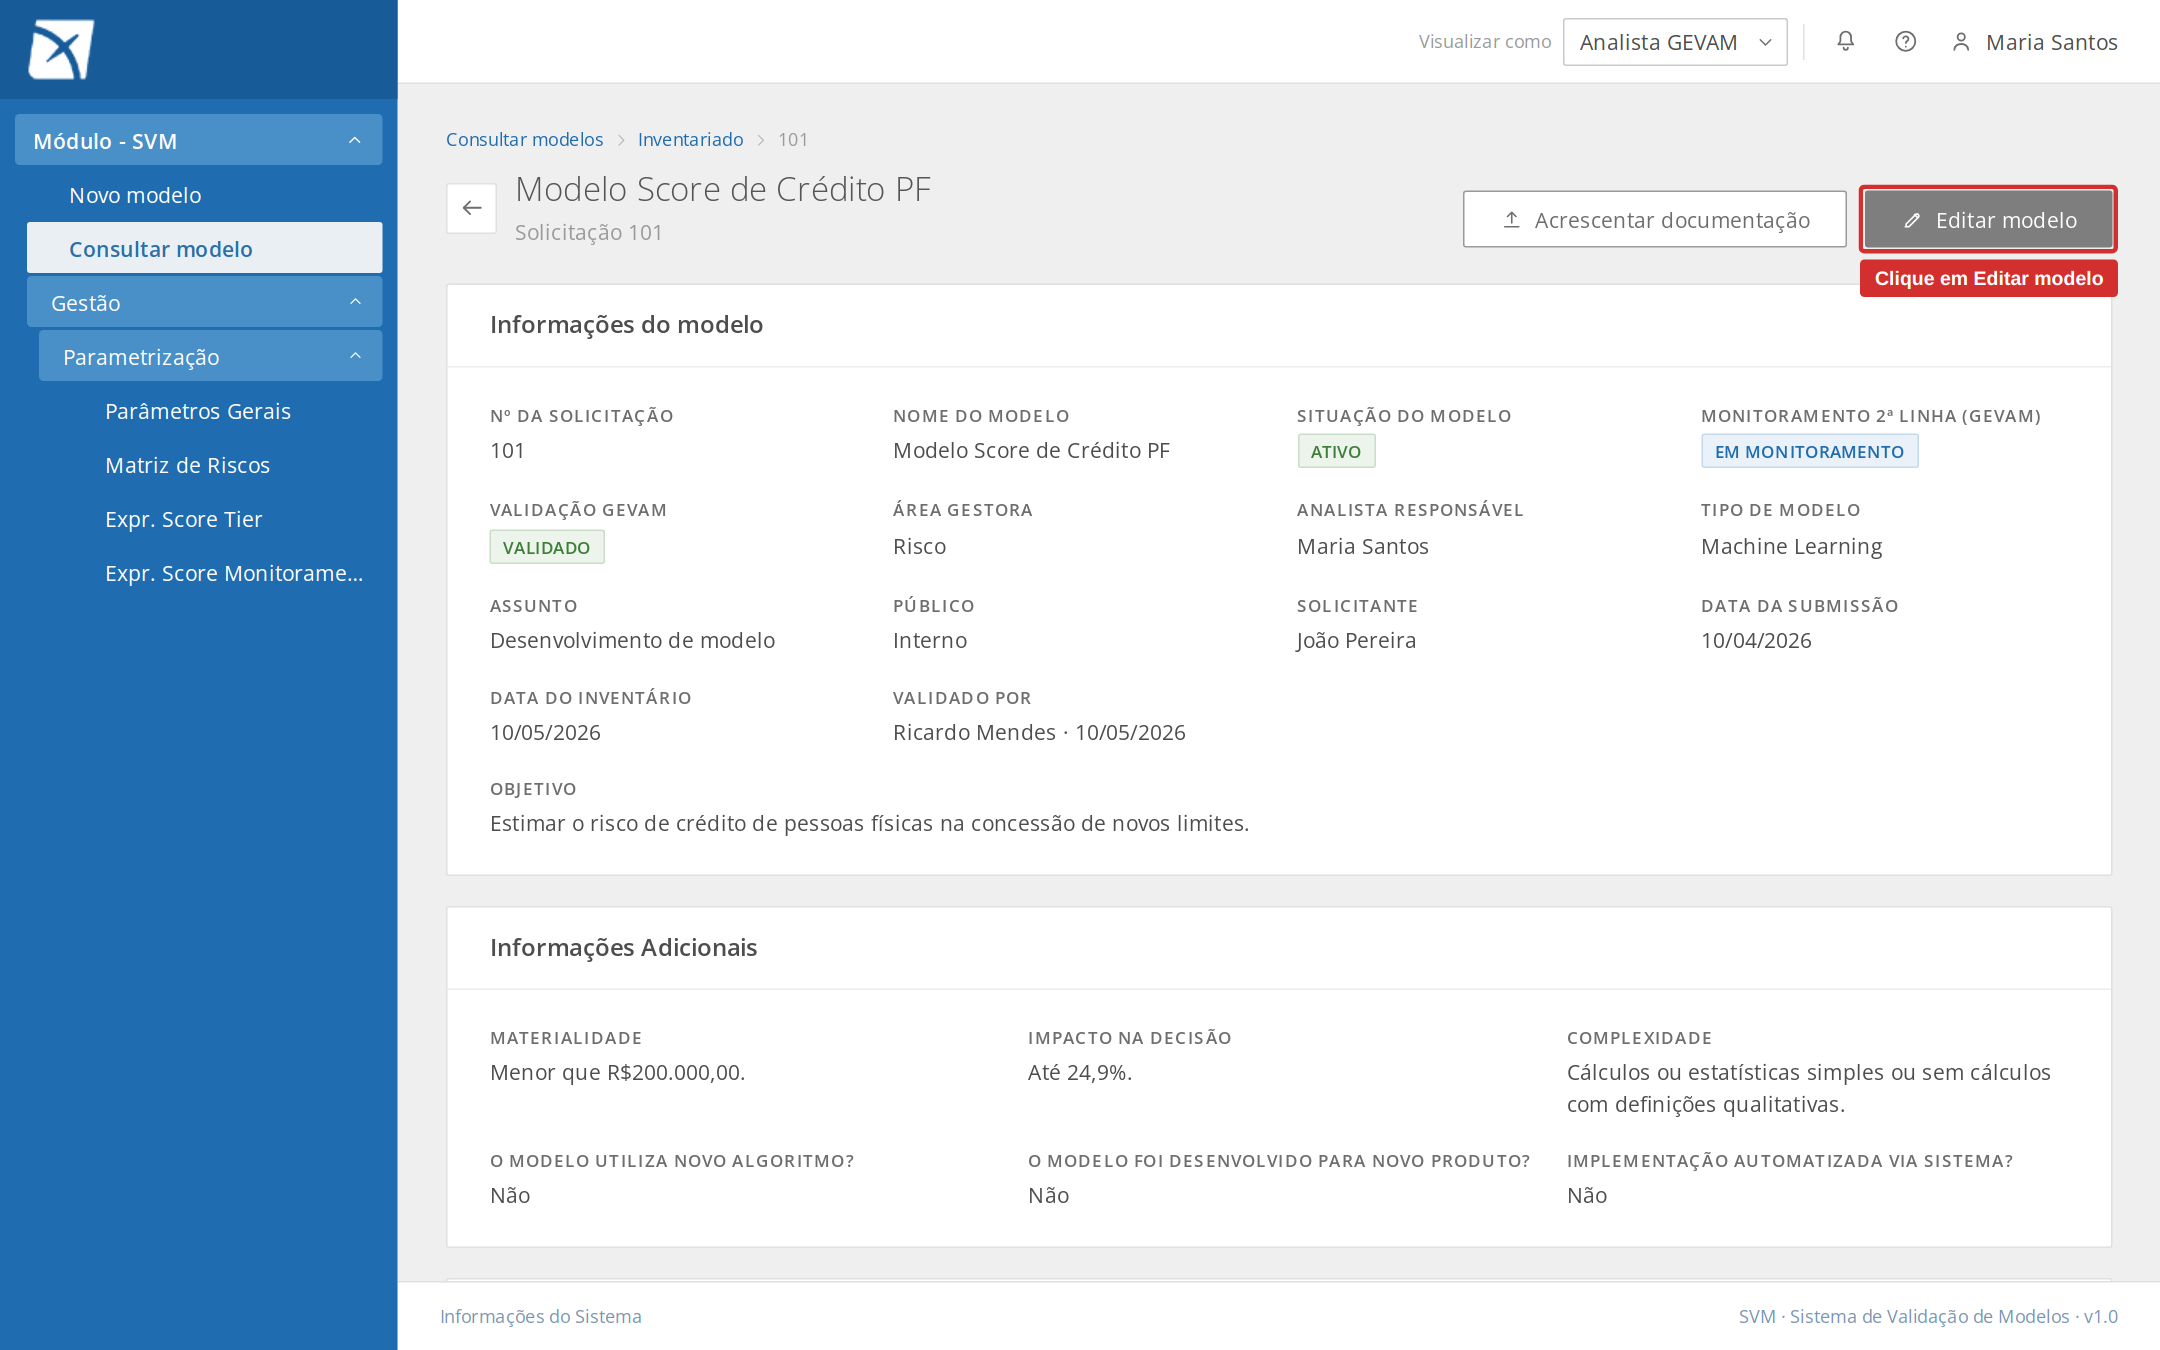 Visualizar como
Analista GEVAM
Maria Santos
Módulo - SVM
Novo modelo
Consultar modelo
Gestão
Parametrização
Parâmetros Gerais
Matriz de Riscos
Expr. Score Tier
Expr. Score Monitorame...
Consultar modelos > Inventariado > 101
Modelo Score de Crédito PF
Solicitação 101
Acrescentar documentação
Editar modelo
Clique em Editar modelo
Informações do modelo
Nº DA SOLICITAÇÃO
101
NOME DO MODELO
Modelo Score de Crédito PF
SITUAÇÃO DO MODELO
ATIVO
MONITORAMENTO 2ª LINHA (GEVAM)
EM MONITORAMENTO
VALIDAÇÃO GEVAM
VALIDADO
ÁREA GESTORA
Risco
ANALISTA RESPONSÁVEL
Maria Santos
TIPO DE MODELO
Machine Learning
ASSUNTO
Desenvolvimento de modelo
PÚBLICO
Interno
SOLICITANTE
João Pereira
DATA DA SUBMISSÃO
10/04/2026
DATA DO INVENTÁRIO
10/05/2026
VALIDADO POR
Ricardo Mendes · 10/05/2026
OBJETIVO
Estimar o risco de crédito de pessoas físicas na concessão de novos limites.
Informações Adicionais
MATERIALIDADE
Menor que R$200.000,00.
IMPACTO NA DECISÃO
Até 24,9%.
COMPLEXIDADE
Cálculos ou estatísticas simples ou sem cálculos
com definições qualitativas.
O MODELO UTILIZA NOVO ALGORITMO?
Não
O MODELO FOI DESENVOLVIDO PARA NOVO PRODUTO?
Não
IMPLEMENTAÇÃO AUTOMATIZADA VIA SISTEMA?
Não
Informações do Sistema
SVM · Sistema de Validação de Modelos · v1.0